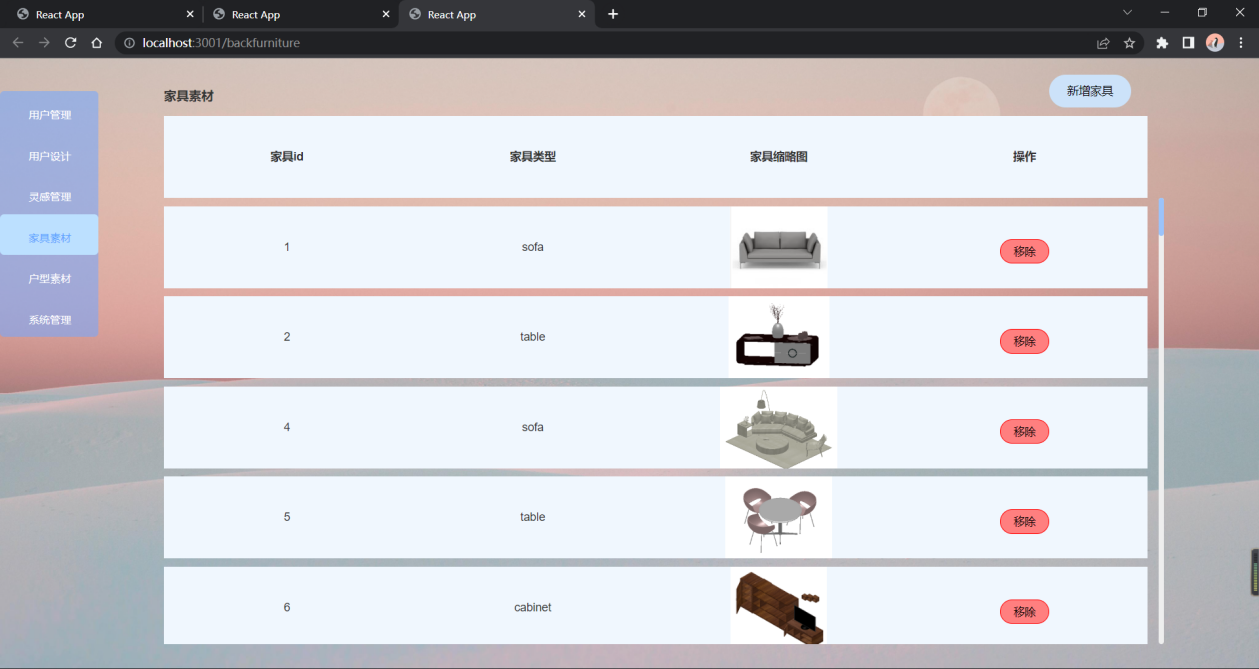 React App
React App
React App
localhost:3001/backfurniture
用户管理
用户设计
灵感管理
家具素材
户型素材
系统管理
家具素材
新增家具
家具id 家具类型 家具缩略图 操作
1 sofa 移除
2 table 移除
4 sofa 移除
5 table 移除
6 cabinet 移除